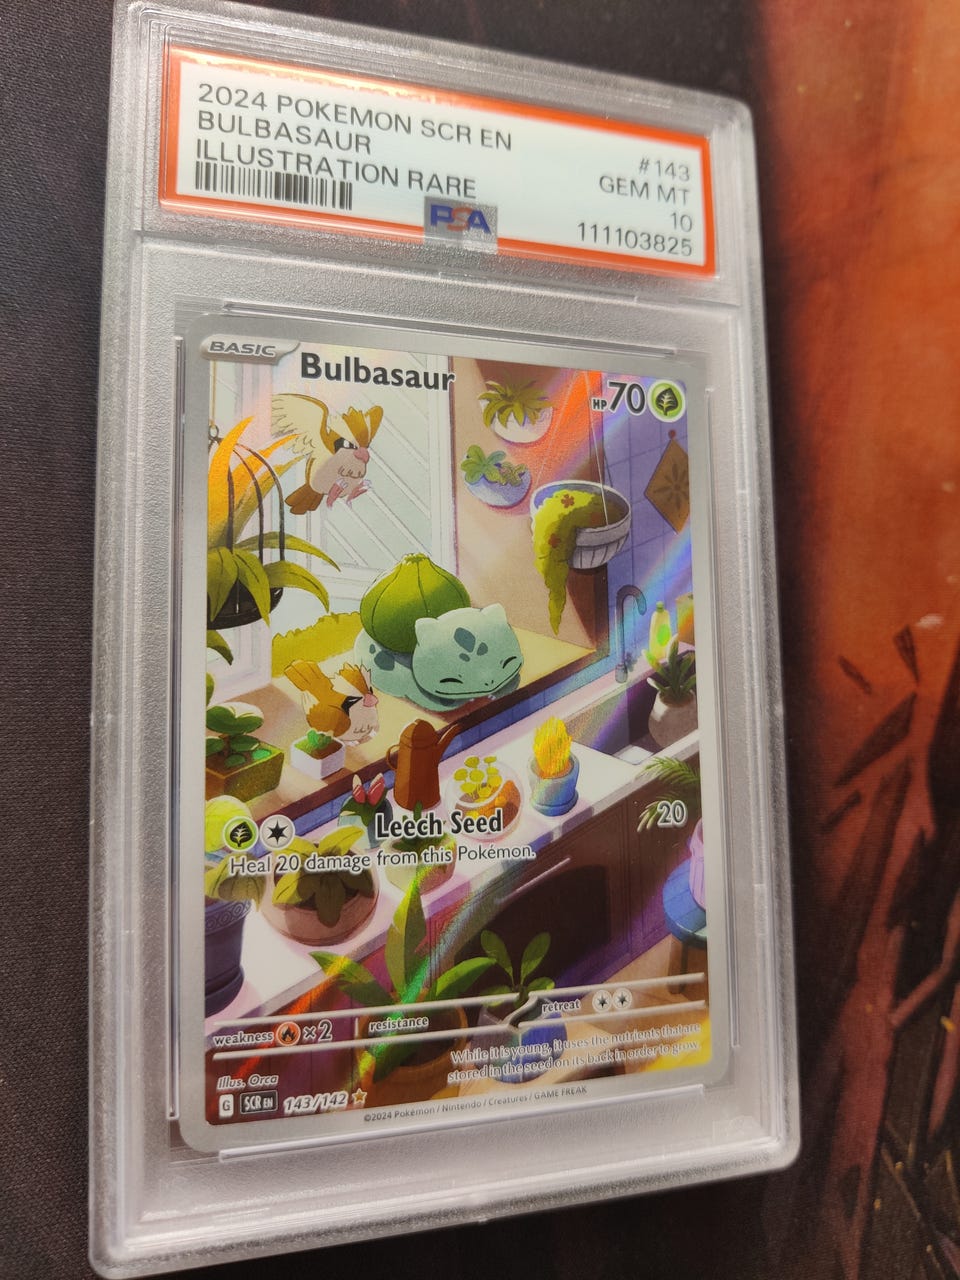 2024 POKEMON SCR EN
#143
BULBASAUR
GEM MT
ILLUSTRATION RARE
10
PSA
111103825
BASIC
Bulbasaur
HP 70
Leech Seed 20
Heal 20 damage from this Pokémon.
weakness ×2
resistance
retreat
While it is young, it uses the nutrients that are
stored in the seed on its back in order to grow.
Illus. Orca
G SCR EN 143/142
©2024 Pokémon / Nintendo / Creatures / GAME FREAK